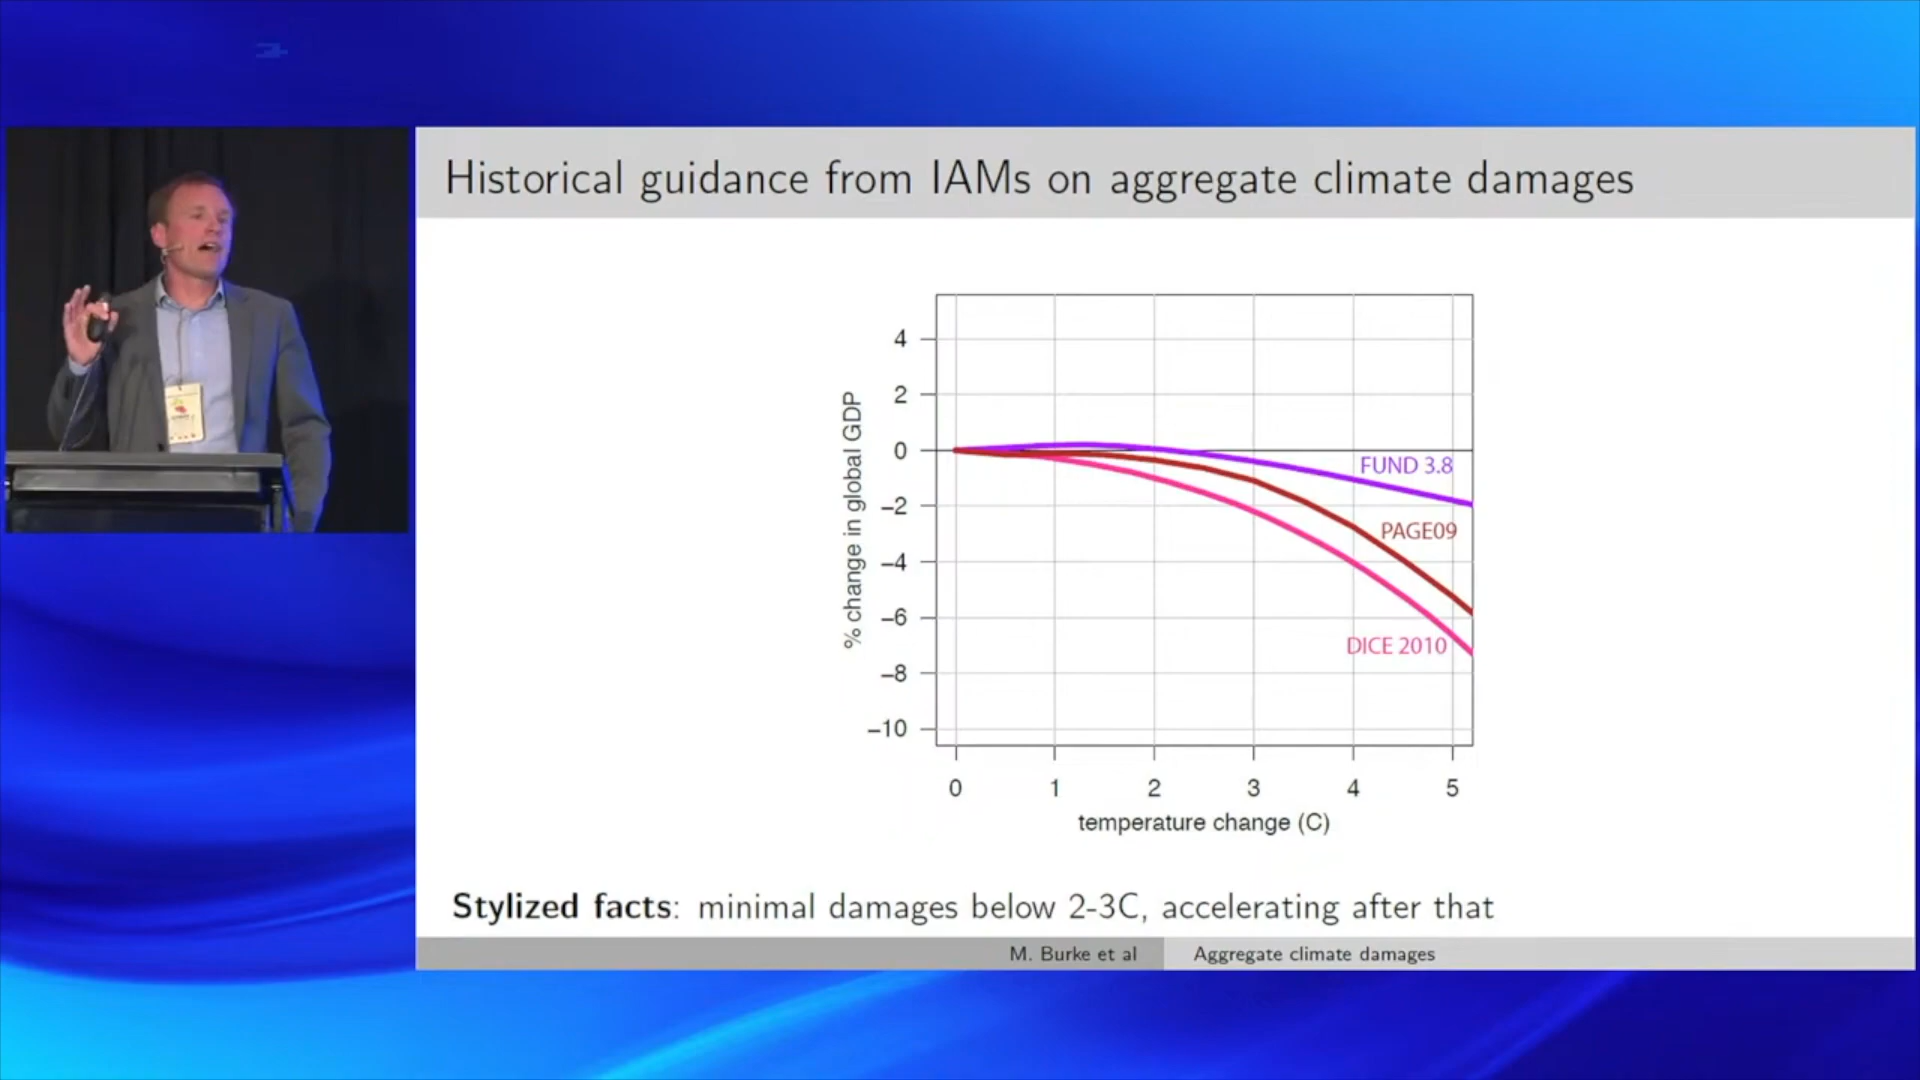 Historical guidance from IAMs on aggregate climate damages
% change in global GDP
4
2
0
−2
−4
−6
−8
−10
FUND 3.8
PAGE09
DICE 2010
0 1 2 3 4 5
temperature change (C)
Stylized facts: minimal damages below 2-3C, accelerating after that
M. Burke et al Aggregate climate damages